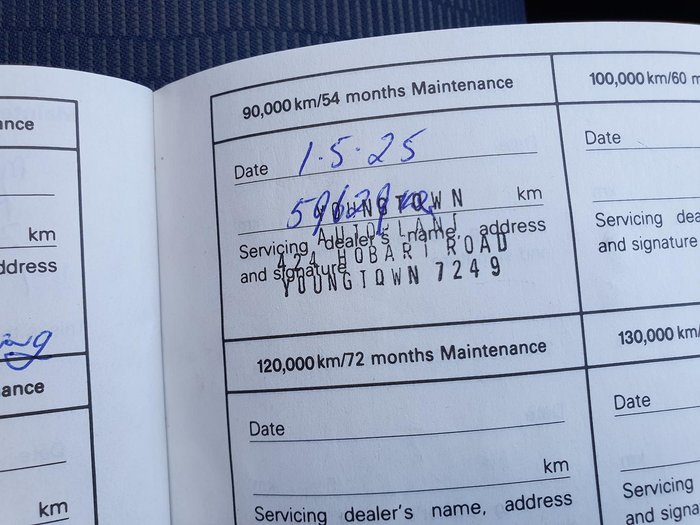 ance
km
ddress
ance
km
90,000 km/54 months Maintenance
Date 1·5·25
km
YOUNGTOWN
Servicing dealer's name, address
and signature
424 HOBART ROAD
YOUNGTOWN 7249
120,000 km/72 months Maintenance
Date
km
Servicing dealer's name, address
100,000 km/60 m
Date
Servicing dea
and signature
130,000 km/
Date
Servicing
and signa